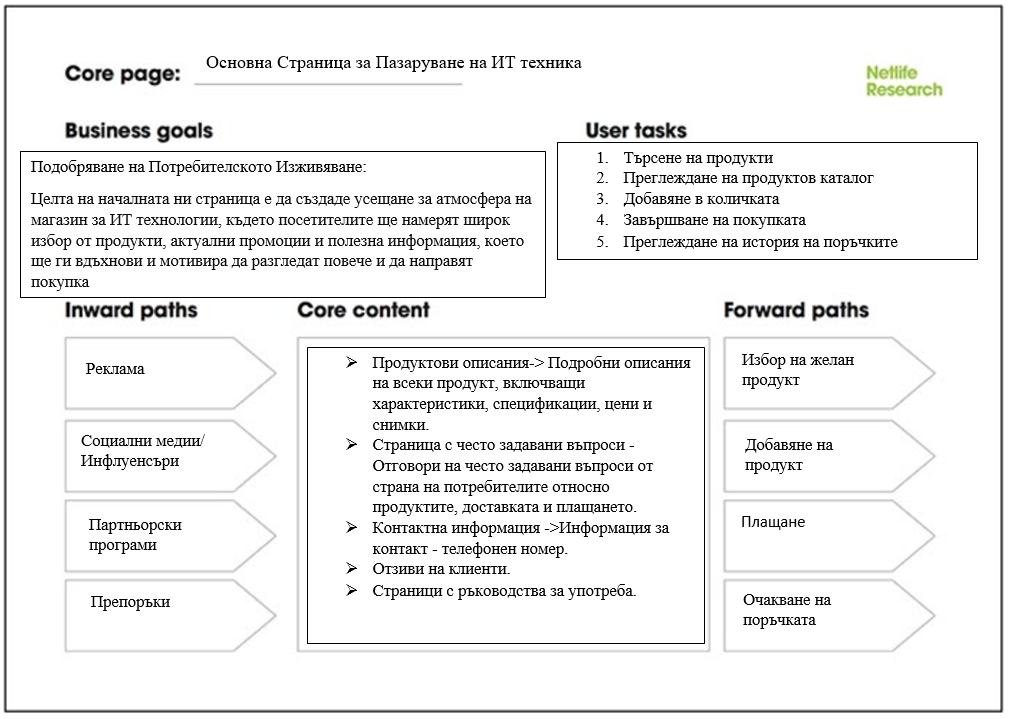 Core page: Основна Страница за Пазаруване на ИТ техника
Netlife
Research
Business goals
Подобряване на Потребителското Изживяване:
Целта на началната ни страница е да създаде усещане за атмосфера на
магазин за ИТ технологии, където посетителите ще намерят широк
избор от продукти, актуални промоции и полезна информация, което
ще ги вдъхнови и мотивира да разгледат повече и да направят
покупка
User tasks
1. Търсене на продукти
2. Преглеждане на продуктов каталог
3. Добавяне в количката
4. Завършване на покупката
5. Преглеждане на история на поръчките
Inward paths
Реклама
Социални медии/
Инфлуенсъри
Партньорски
програми
Препоръки
Core content
➢ Продуктови описания-> Подробни описания
на всеки продукт, включващи
характеристики, спецификации, цени и
снимки.
➢ Страница с често задавани въпроси -
Отговори на често задавани въпроси от
страна на потребителите относно
продуктите, доставката и плащането.
➢ Контактна информация ->Информация за
контакт - телефонен номер.
➢ Отзиви на клиенти.
➢ Страници с ръководства за употреба.
Forward paths
Избор на желан
продукт
Добавяне на
продукт
Плащане
Очакване на
поръчката